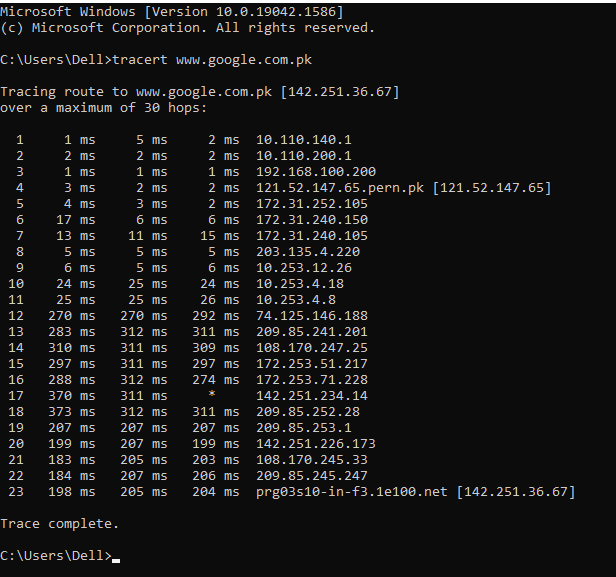 Microsoft Windows [Version 10.0.19042.1586]
(c) Microsoft Corporation. All rights reserved.
C:\Users\Dell>tracert www.google.com.pk
Tracing route to www.google.com.pk [142.251.36.67]
over a maximum of 30 hops:
  1     1 ms     5 ms     2 ms  10.110.140.1
  2     2 ms     2 ms     2 ms  10.110.200.1
  3     1 ms     1 ms     1 ms  192.168.100.200
  4     3 ms     2 ms     2 ms  121.52.147.65.pern.pk [121.52.147.65]
  5     4 ms     3 ms     2 ms  172.31.252.105
  6    17 ms     6 ms     6 ms  172.31.240.150
  7    13 ms    11 ms    15 ms  172.31.240.105
  8     5 ms     5 ms     5 ms  203.135.4.220
  9     6 ms     5 ms     6 ms  10.253.12.26
 10    24 ms    25 ms    24 ms  10.253.4.18
 11    25 ms    25 ms    26 ms  10.253.4.8
 12   270 ms   270 ms   292 ms  74.125.146.188
 13   283 ms   312 ms   311 ms  209.85.241.201
 14   310 ms   311 ms   309 ms  108.170.247.25
 15   297 ms   311 ms   297 ms  172.253.51.217
 16   288 ms   312 ms   274 ms  172.253.71.228
 17   370 ms   311 ms     *     142.251.234.14
 18   373 ms   312 ms   311 ms  209.85.252.28
 19   207 ms   207 ms   207 ms  209.85.253.1
 20   199 ms   207 ms   199 ms  142.251.226.173
 21   183 ms   205 ms   203 ms  108.170.245.33
 22   184 ms   207 ms   206 ms  209.85.245.247
 23   198 ms   205 ms   204 ms  prg03s10-in-f3.1e100.net [142.251.36.67]
Trace complete.
C:\Users\Dell>